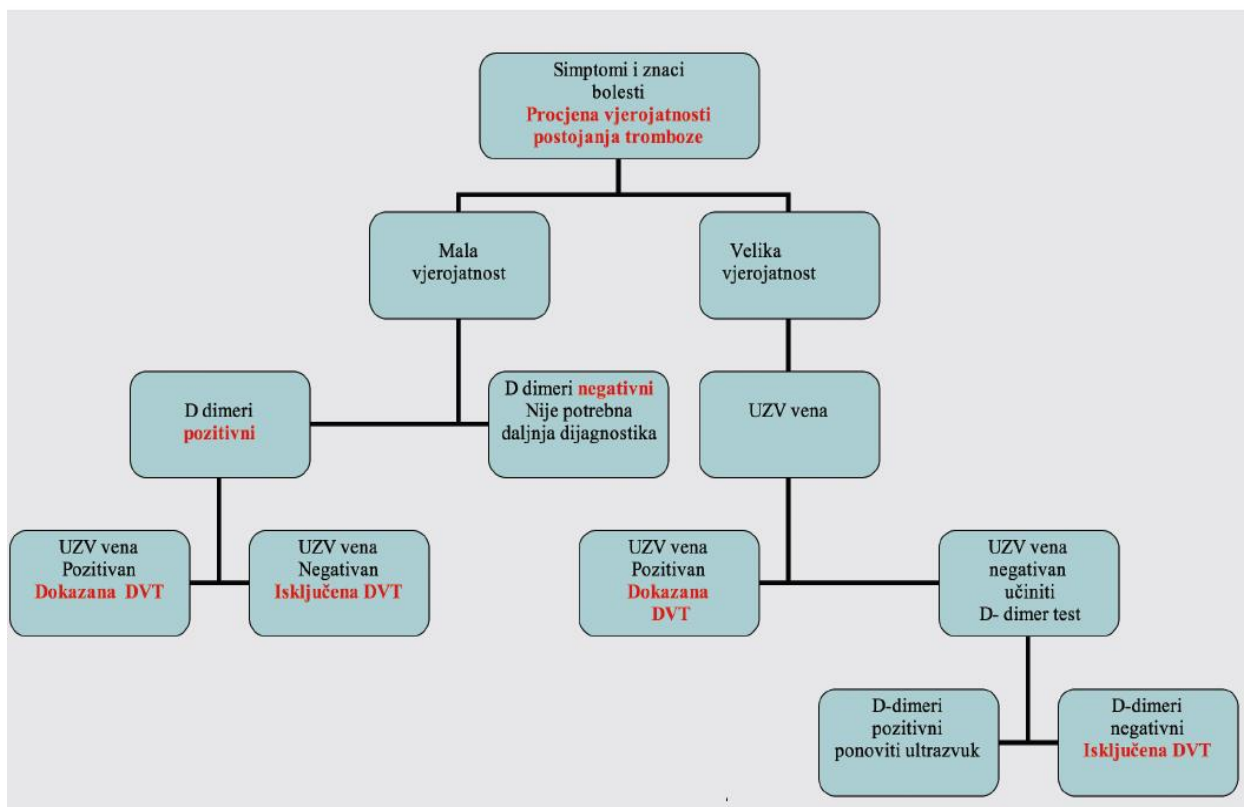 Simptomi i znaci
bolesti
Procjena vjerojatnosti
postojanja tromboze
Mala
vjerojatnost
Velika
vjerojatnost
D dimeri
pozitivni
D dimeri negativni
Nije potrebna
daljnja dijagnostika
UZV vena
UZV vena
Pozitivan
Dokazana DVT
UZV vena
Negativan
Isključena DVT
UZV vena
Pozitivan
Dokazana
DVT
UZV vena
negativan
učiniti
D- dimer test
D-dimeri
pozitivni
ponoviti ultrazvuk
D-dimeri
negativni
Isključena DVT